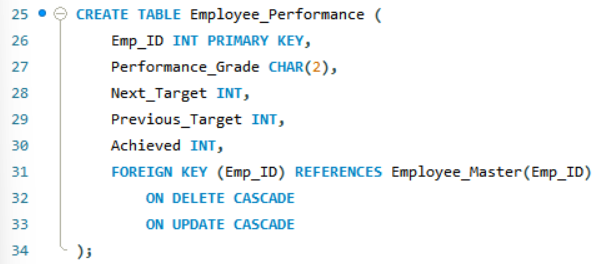 25 CREATE TABLE Employee_Performance (
26 Emp_ID INT PRIMARY KEY,
27 Performance_Grade CHAR(2),
28 Next_Target INT,
29 Previous_Target INT,
30 Achieved INT,
31 FOREIGN KEY (Emp_ID) REFERENCES Employee_Master(Emp_ID)
32 ON DELETE CASCADE
33 ON UPDATE CASCADE
34 );